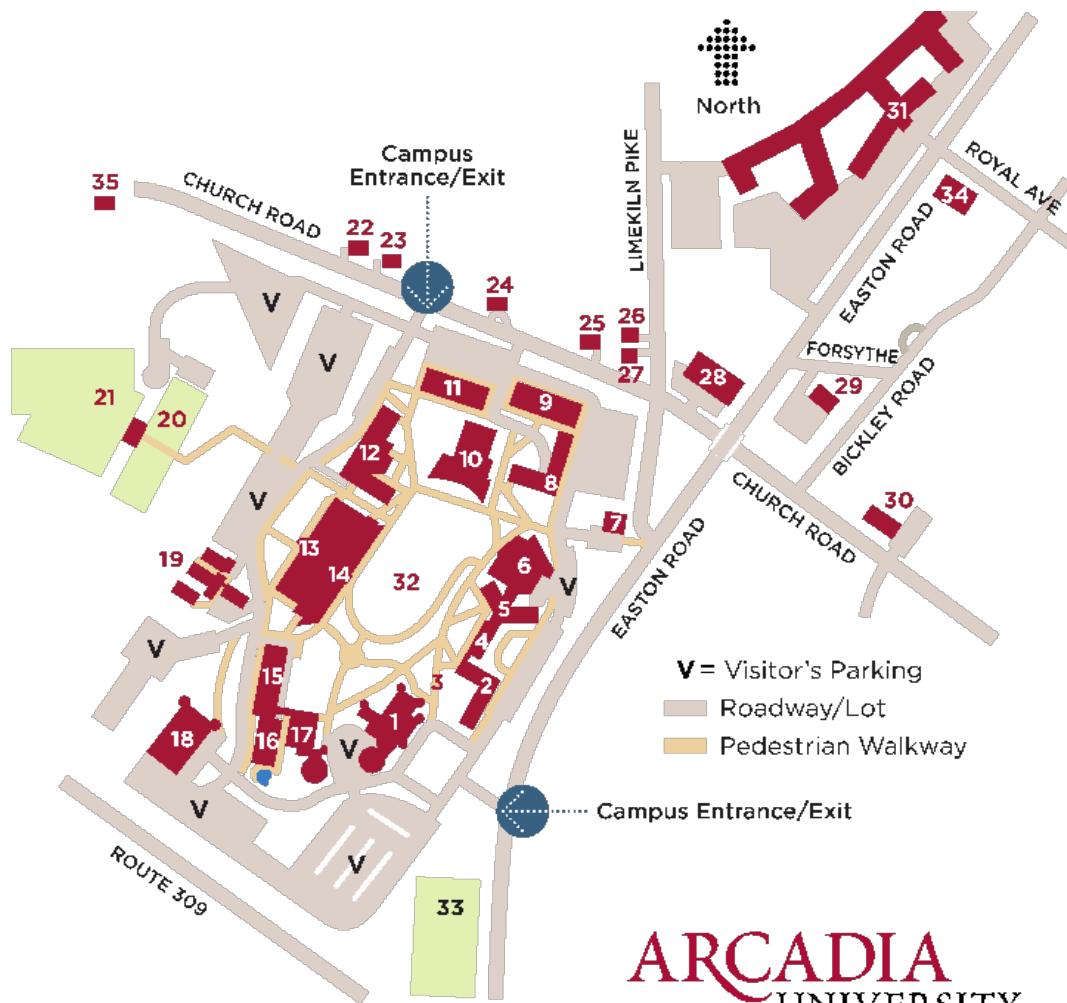 North
31
ROYAL AVE
Campus
Entrance/Exit
35
CHURCH ROAD
LIMEKILN PIKE
34
EASTON ROAD
22
23
V
24
25
26
27
V
FORSYTHE
28
29
BICKLEY ROAD
11
9
21
20
12
10
8
V
CHURCH ROAD
30
7
13
14
19
32
6
V
5
EASTON ROAD
4
V
15
3
2
V = Visitor's Parking
Roadway/Lot
Pedestrian Walkway
1
18
16
17
V
V
Campus Entrance/Exit
V
ROUTE 309
33
ARCADIA
UNIVERSITY